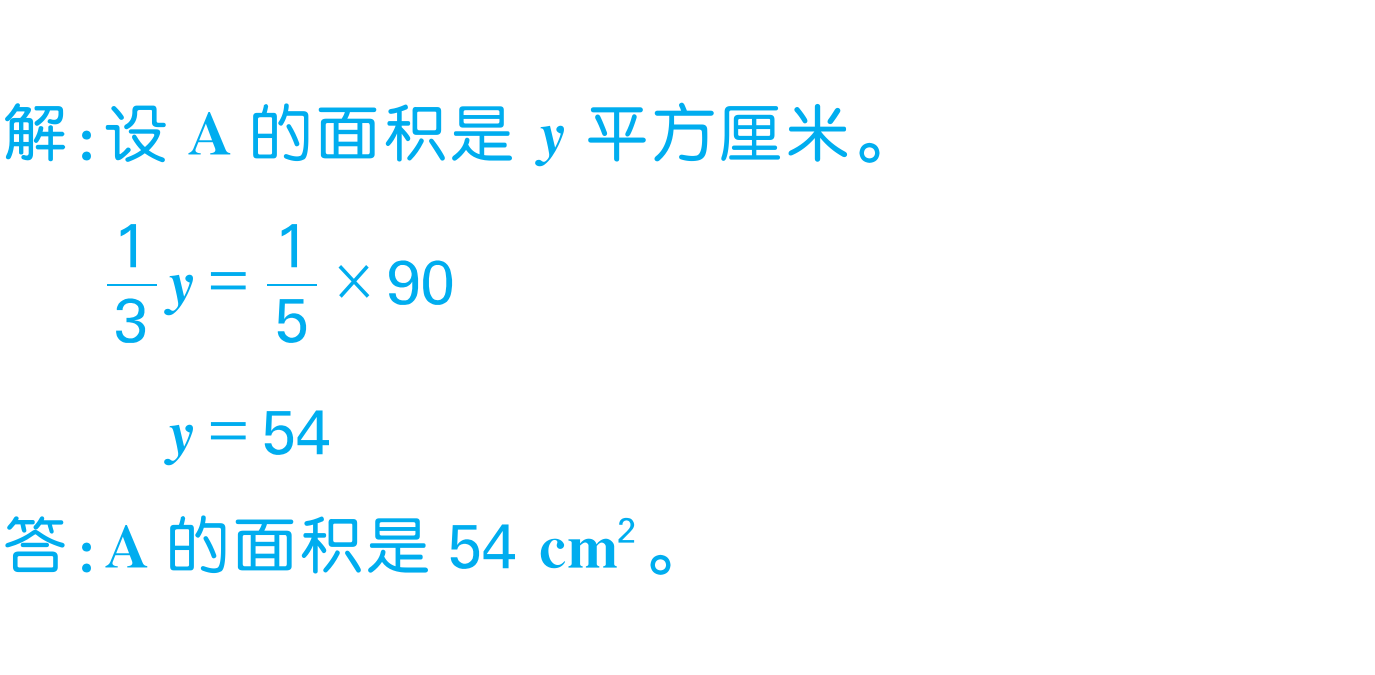 解:设 A 的面积是 y 平方厘米。
1/3 y = 1/5 × 90
y = 54
答:A 的面积是 54 cm²。